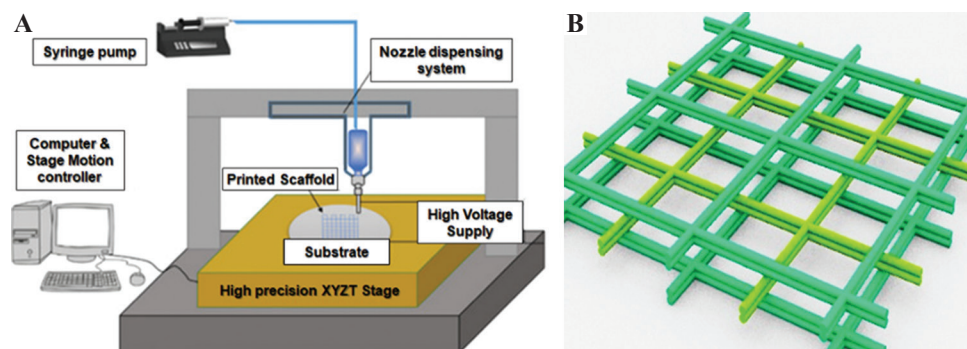 A
B
Syringe pump
Nozzle dispensing
system
Computer &
Stage Motion
controller
Printed Scaffold
High Voltage
Supply
Substrate
High precision XYZT Stage